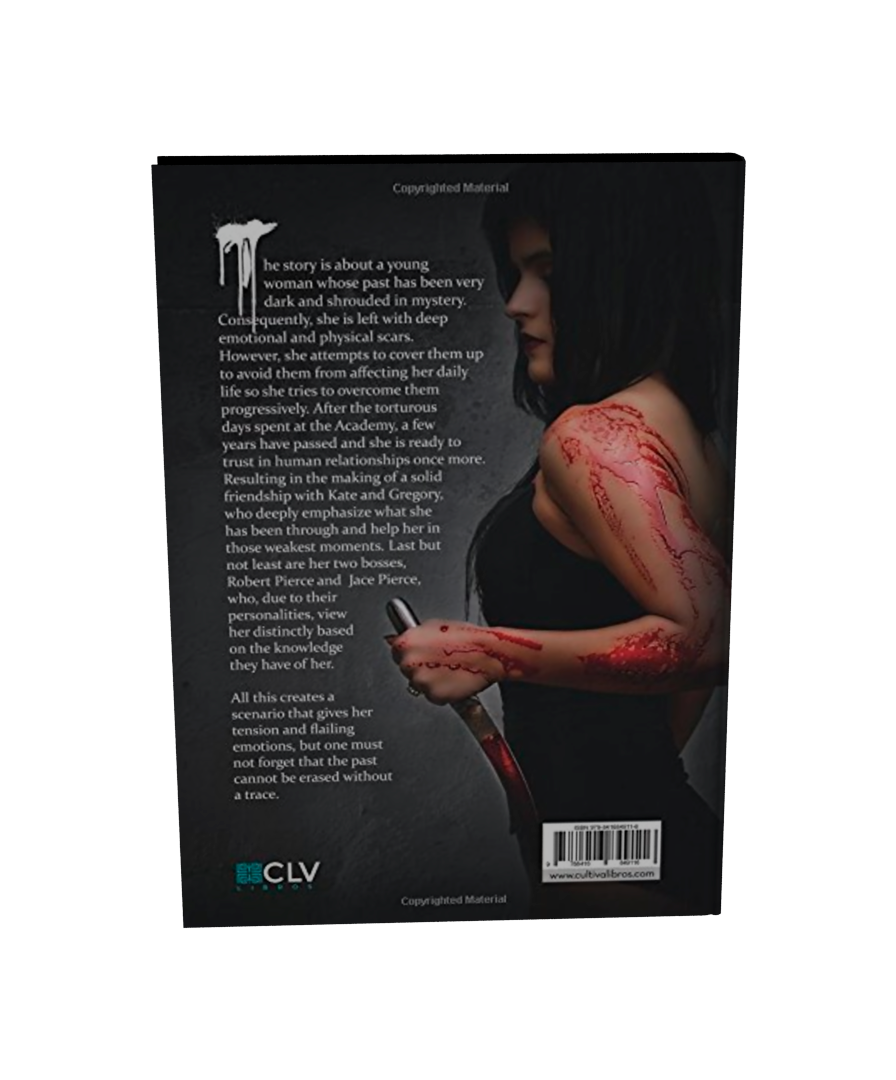 Copyrighted Material
The story is about a young
woman whose past has been very
dark and shrouded in mystery.
Consequently, she is left with deep
emotional and physical scars.
However, she attempts to cover them up
to avoid them from affecting her daily
life so she tries to overcome them
progressively. After the torturous
days spent at the Academy, a few
years have passed and she is ready to
trust in human relationships once more.
Resulting in the making of a solid
friendship with Kate and Gregory,
who deeply emphasize what she
has been through and help her in
those weakest moments. Last but
not least are her two bosses,
Robert Pierce and Jace Pierce,
who, due to their
personalities, view
her distinctly based
on the knowledge
they have of her.
All this creates a
scenario that gives her
tension and flailing
emotions, but one must
not forget that the past
cannot be erased without
a trace.
CLV
LIBROS
www.cultivalibros.com
Copyrighted Material